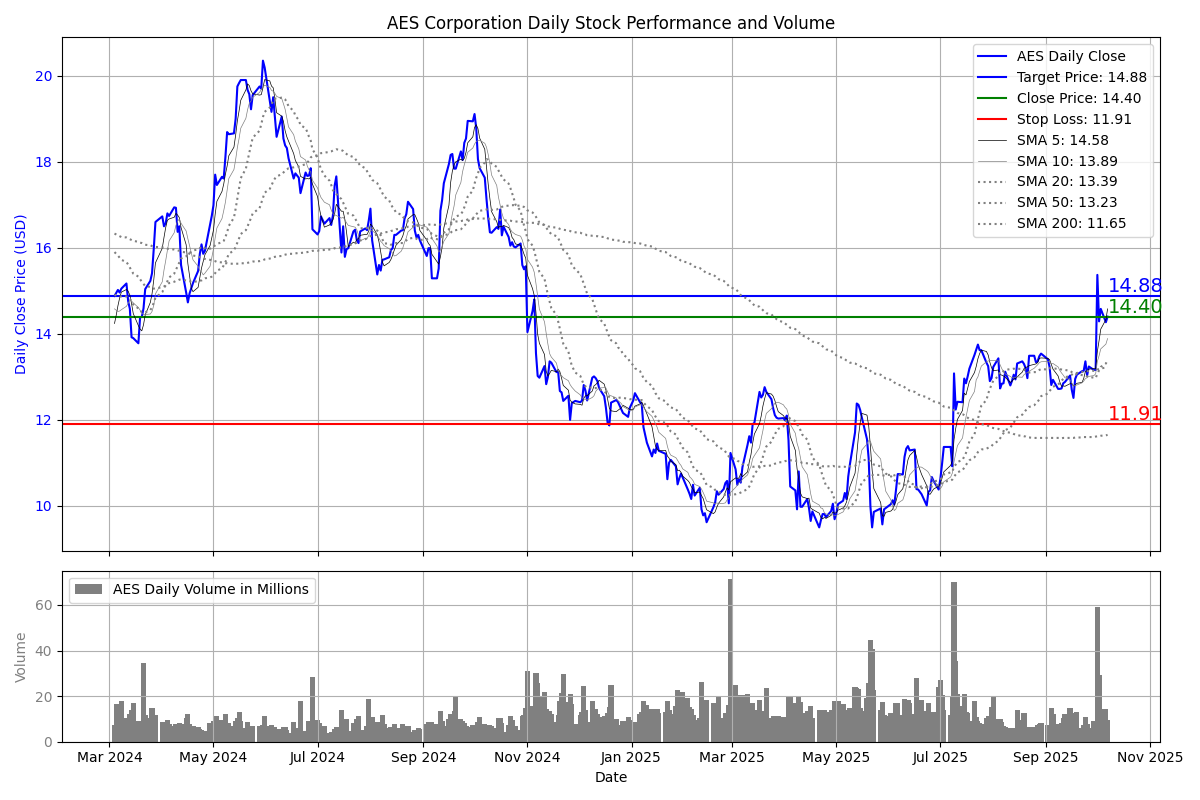 AES Corporation Daily Stock Performance and Volume
Daily Close Price (USD)
20
18
16
14
12
10
AES Daily Close
Target Price: 14.88
Close Price: 14.40
Stop Loss: 11.91
SMA 5: 14.58
SMA 10: 13.89
SMA 20: 13.39
SMA 50: 13.23
SMA 200: 11.65
14.88
14.40
11.91
AES Daily Volume in Millions
Volume
60
40
20
0
Mar 2024
May 2024
Jul 2024
Sep 2024
Nov 2024
Jan 2025
Mar 2025
May 2025
Jul 2025
Sep 2025
Nov 2025
Date